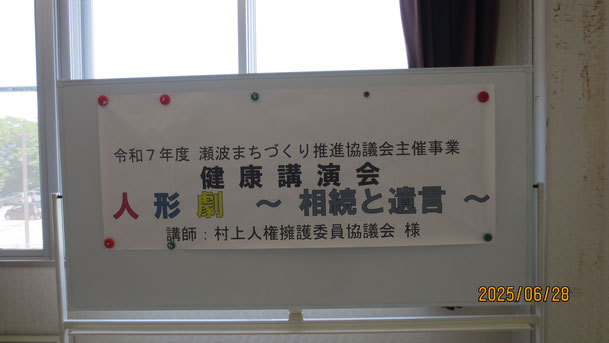 令和7年度 瀬波まちづくり推進協議会主催事業
健康講演会
人形劇 ～ 相続と遺言 ～
講師：村上人権擁護委員協議会 様
2025/06/28